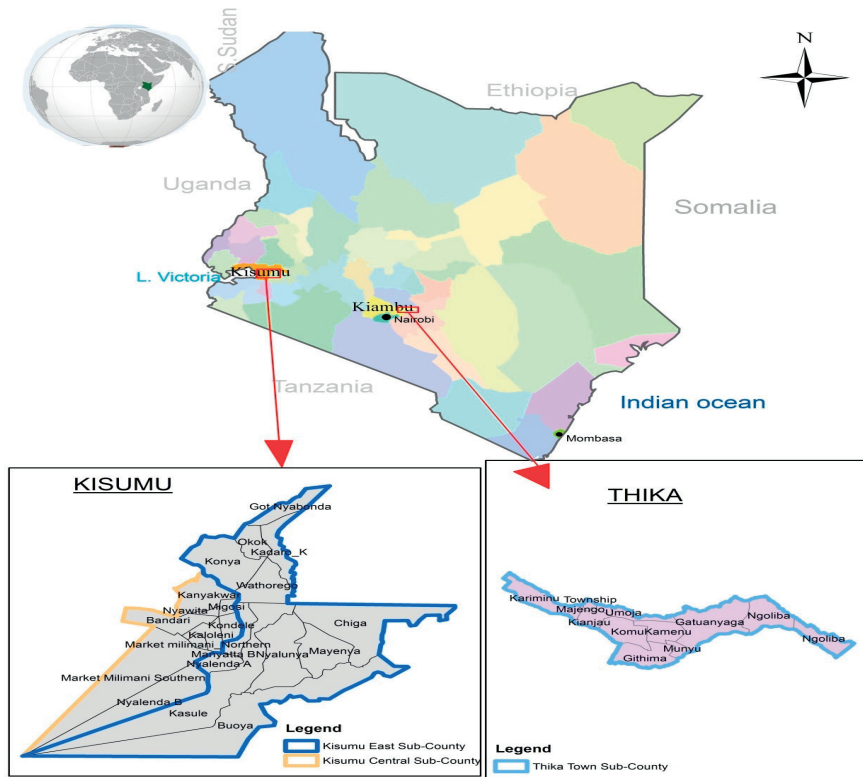 S.Sudan
N
Ethiopia
Uganda
Somalia
L. Victoria
Kisumu
Kiambu
Nairobi
Tanzania
Indian ocean
Mombasa
KISUMU
Got Nyabonda
Okok
Kadaro_K
Konya
Wathorego
Kanyakwar
Migosi
Nyawita
Bandari
Kondele
Chiga
Kaloleni
Market milimani Northern
Manyatta B Nyalunya Mayenya
Nyalenda A
Market Milimani Southern
Nyalenda B
Kasule
Buoya
Legend
Kisumu East Sub-County
Kisumu Central Sub-County
THIKA
Kariminu Township
Majengo Umoja
Kianjau
Gatuanyaga
Ngoliba
Komu Kamenu
Munyu
Ngoliba
Githima
Legend
Thika Town Sub-County